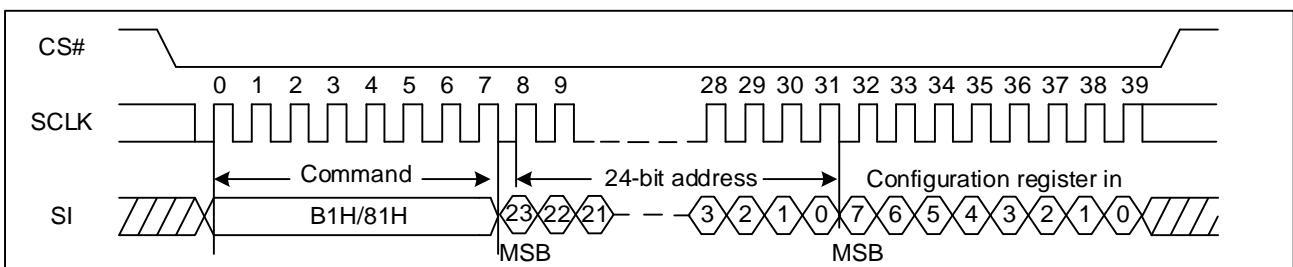 CS#
0 1 2 3 4 5 6 7 8 9 28 29 30 31 32 33 34 35 36 37 38 39
SCLK
Command 24-bit address Configuration register in
SI B1H/81H 23 22 21 3 2 1 0 7 6 5 4 3 2 1 0
MSB MSB